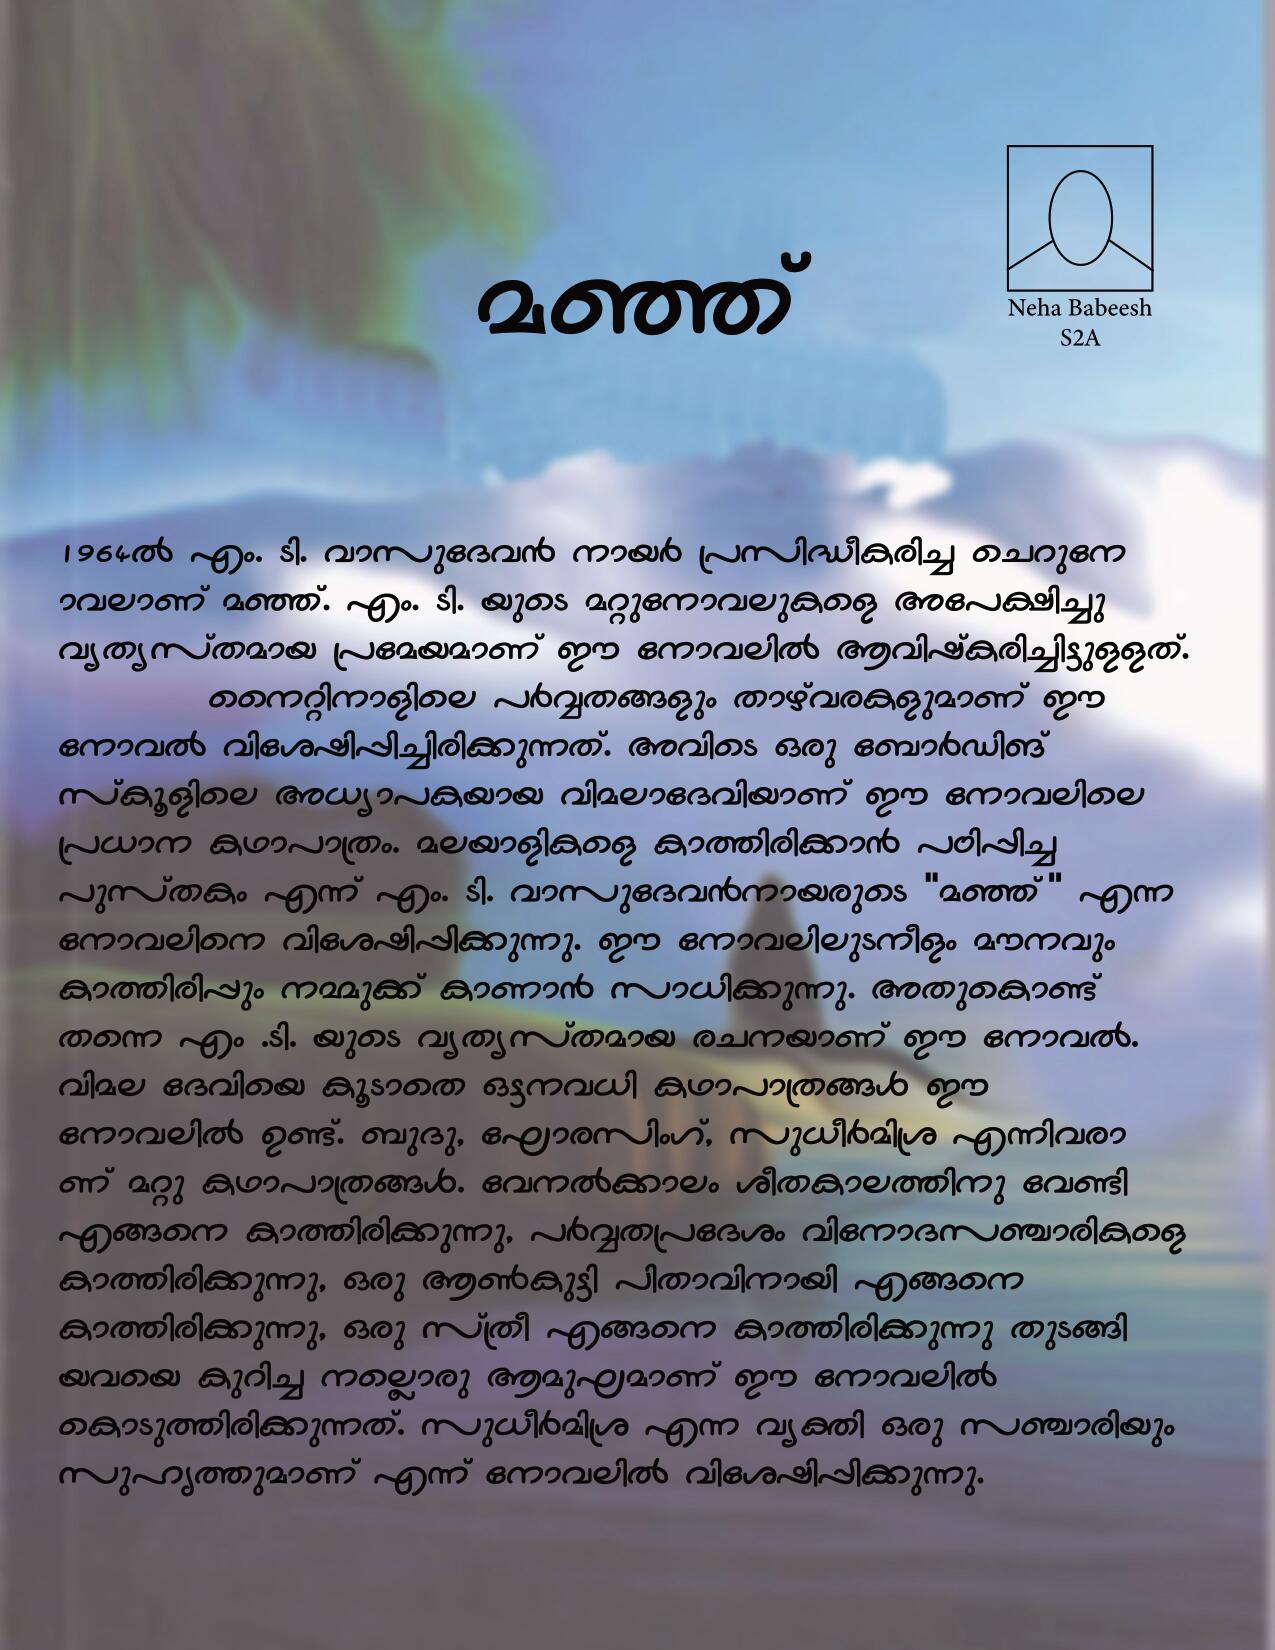 Neha Babeesh
S2A
മഞ്ഞ്
1964ൽ എം. ടി. വാസുദേവൻ നായർ പ്രസിദ്ധീകരിച്ച ചെറുനേ
ാവലാണ് മഞ്ഞ്. എം. ടി. യുടെ മറ്റുനോവലുകളെ അപേക്ഷിച്ചു
വ്യത്യസ്തമായ പ്രമേയമാണ് ഈ നോവലിൽ ആവിഷ്കരിച്ചിട്ടുളളത്.
നൈറ്റിനാളിലെ പർവ്വതങ്ങളും താഴ്‌വരകളുമാണ് ഈ
നോവൽ വിശേഷിപ്പിച്ചിരിക്കുന്നത്. അവിടെ ഒരു ബോർഡിങ്
സ്കൂളിലെ അധ്യാപകയായ വിമലാദേവിയാണ് ഈ നോവലിലെ
പ്രധാന കഥാപാത്രം. മലയാളികളെ കാത്തിരിക്കാൻ പഠിപ്പിച്ച
പുസ്തകം എന്ന് എം. ടി. വാസുദേവൻനായരുടെ "മഞ്ഞ്" എന്ന
നോവലിനെ വിശേഷിപ്പിക്കുന്നു. ഈ നോവലിലുടനീളം മൗനവും
കാത്തിരിപ്പും നമ്മുക്ക് കാണാൻ സാധിക്കുന്നു. അതുകൊണ്ട്
തന്നെ എം .ടി. യുടെ വ്യത്യസ്തമായ രചനയാണ് ഈ നോവൽ.
വിമല ദേവിയെ കൂടാതെ ഒട്ടനവധി കഥാപാത്രങ്ങൾ ഈ
നോവലിൽ ഉണ്ട്. ബുദു, ഘോരസിംഗ്, സുധീർമിശ്ര എന്നിവരാ
ണ് മറ്റു കഥാപാത്രങ്ങൾ. വേനൽക്കാലം ശീതകാലത്തിനു വേണ്ടി
എങ്ങനെ കാത്തിരിക്കുന്നു, പർവ്വതപ്രദേശം വിനോദസഞ്ചാരികളെ
കാത്തിരിക്കുന്നു, ഒരു ആൺകുട്ടി പിതാവിനായി എങ്ങനെ
കാത്തിരിക്കുന്നു, ഒരു സ്ത്രീ എങ്ങനെ കാത്തിരിക്കുന്നു തുടങ്ങി
യവയെ കുറിച്ച നല്ലൊരു ആമുഘമാണ് ഈ നോവലിൽ
കൊടുത്തിരിക്കുന്നത്. സുധീർമിശ്ര എന്ന വ്യക്തി ഒരു സഞ്ചാരിയും
സുഹൃത്തുമാണ് എന്ന് നോവലിൽ വിശേഷിപ്പിക്കുന്നു.